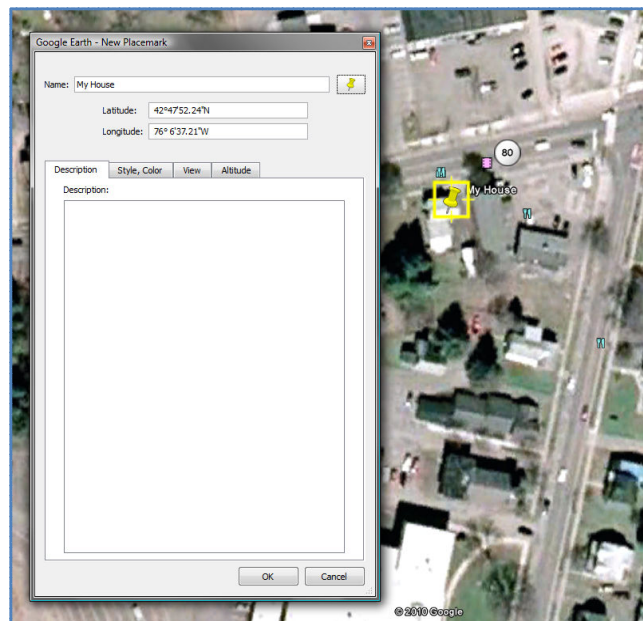 Google Earth - New Placemark
Name: My House
Latitude: 42°47'52.24"N
Longitude: 76° 6'37.21"W
Description Style, Color View Altitude
Description:
OK Cancel
80
My House
© 2010 Google